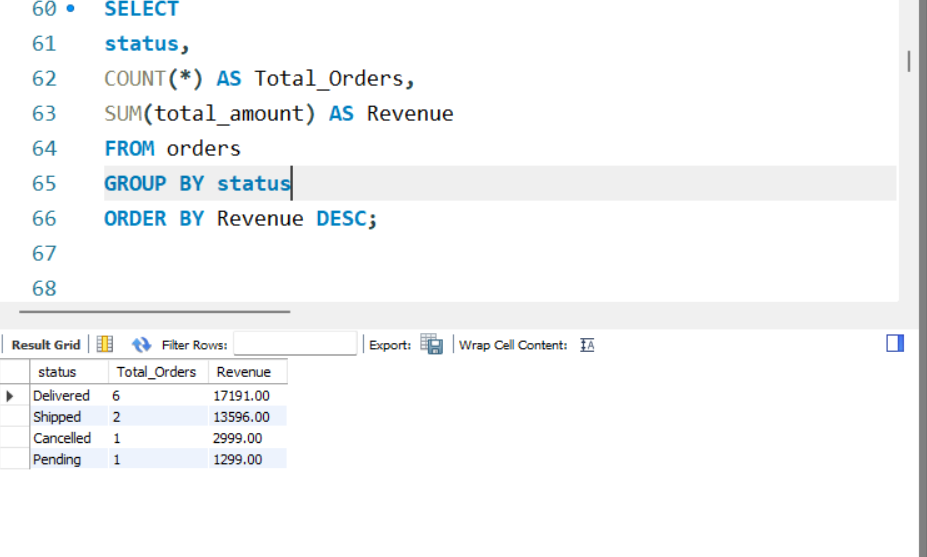 60 SELECT
61 status,
62 COUNT(*) AS Total_Orders,
63 SUM(total_amount) AS Revenue
64 FROM orders
65 GROUP BY status
66 ORDER BY Revenue DESC;
67
68
Result Grid Filter Rows: Export: Wrap Cell Content: IA
status Total_Orders Revenue
Delivered 6 17191.00
Shipped 2 13596.00
Cancelled 1 2999.00
Pending 1 1299.00